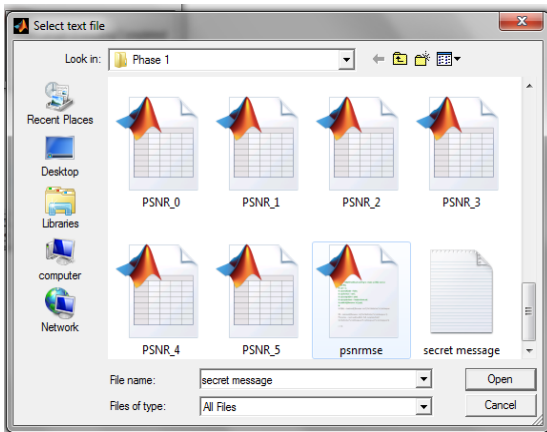 Select text file
Look in: Phase 1
Recent Places
Desktop
Libraries
computer
Network
PSNR_0 PSNR_1 PSNR_2 PSNR_3
PSNR_4 PSNR_5 psnrmse secret message
File name: secret message Open
Files of type: All Files Cancel